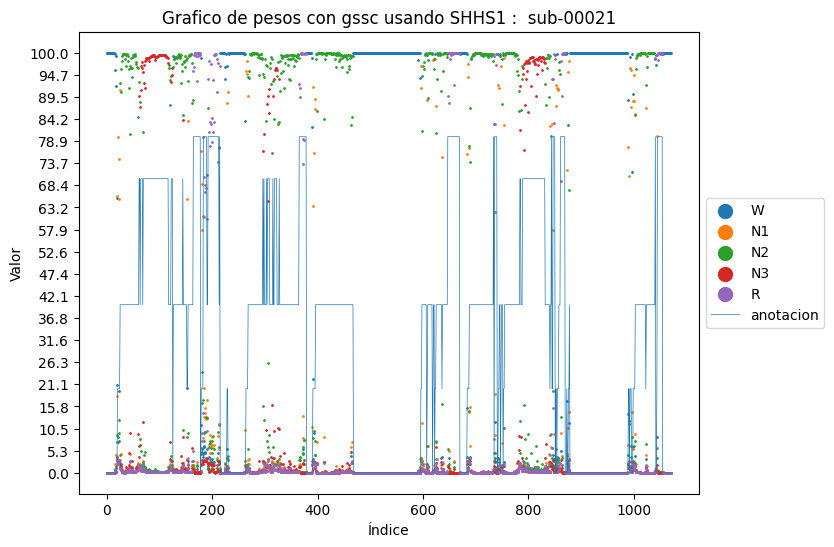 Grafico de pesos con gssc usando SHHS1 :  sub-00021
Valor
100.0
94.7
89.5
84.2
78.9
73.7
68.4
63.2
57.9
52.6
47.4
42.1
36.8
31.6
26.3
21.1
15.8
10.5
5.3
0.0
0 200 400 600 800 1000
Índice
W
N1
N2
N3
R
anotacion